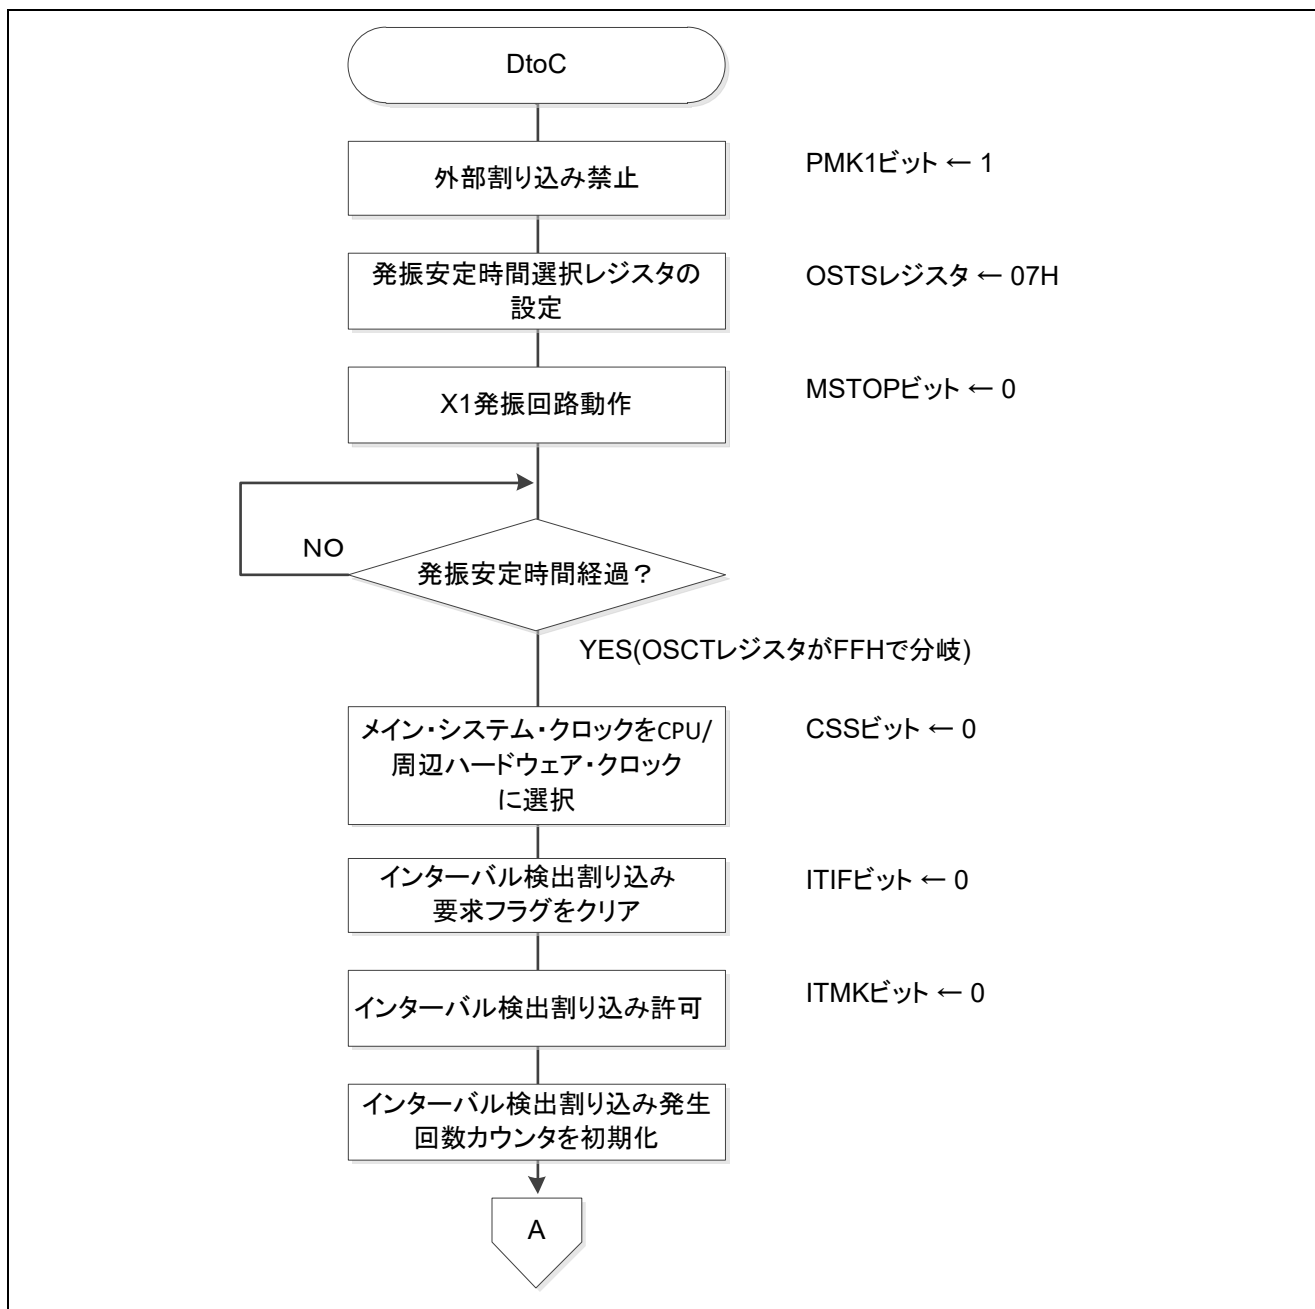 DtoC
外部割り込み禁止
PMK1ビット ← 1
発振安定時間選択レジスタの
設定
OSTSレジスタ ← 07H
X1発振回路動作
MSTOPビット ← 0
NO
発振安定時間経過？
YES(OSCTレジスタがFFHで分岐)
メイン・システム・クロックをCPU/
周辺ハードウェア・クロック
に選択
CSSビット ← 0
インターバル検出割り込み
要求フラグをクリア
ITIFビット ← 0
インターバル検出割り込み許可
ITMKビット ← 0
インターバル検出割り込み発生
回数カウンタを初期化
A